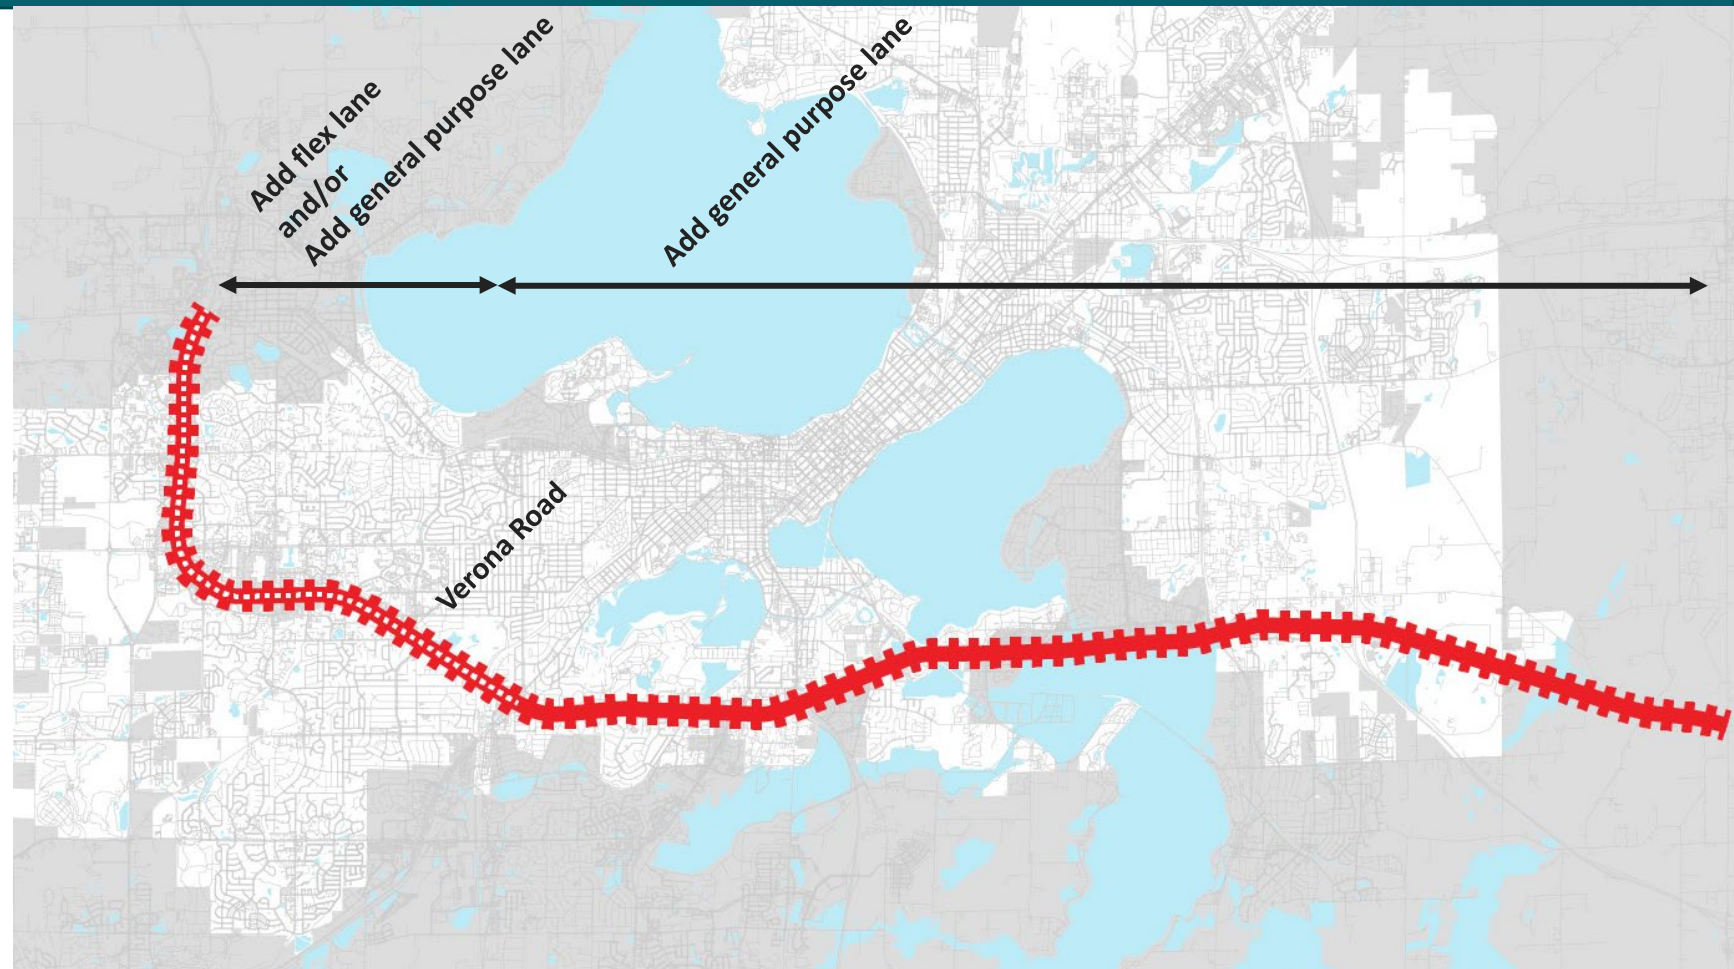 Add flex lane
and/or
Add general purpose lane
Add general purpose lane
Verona Road